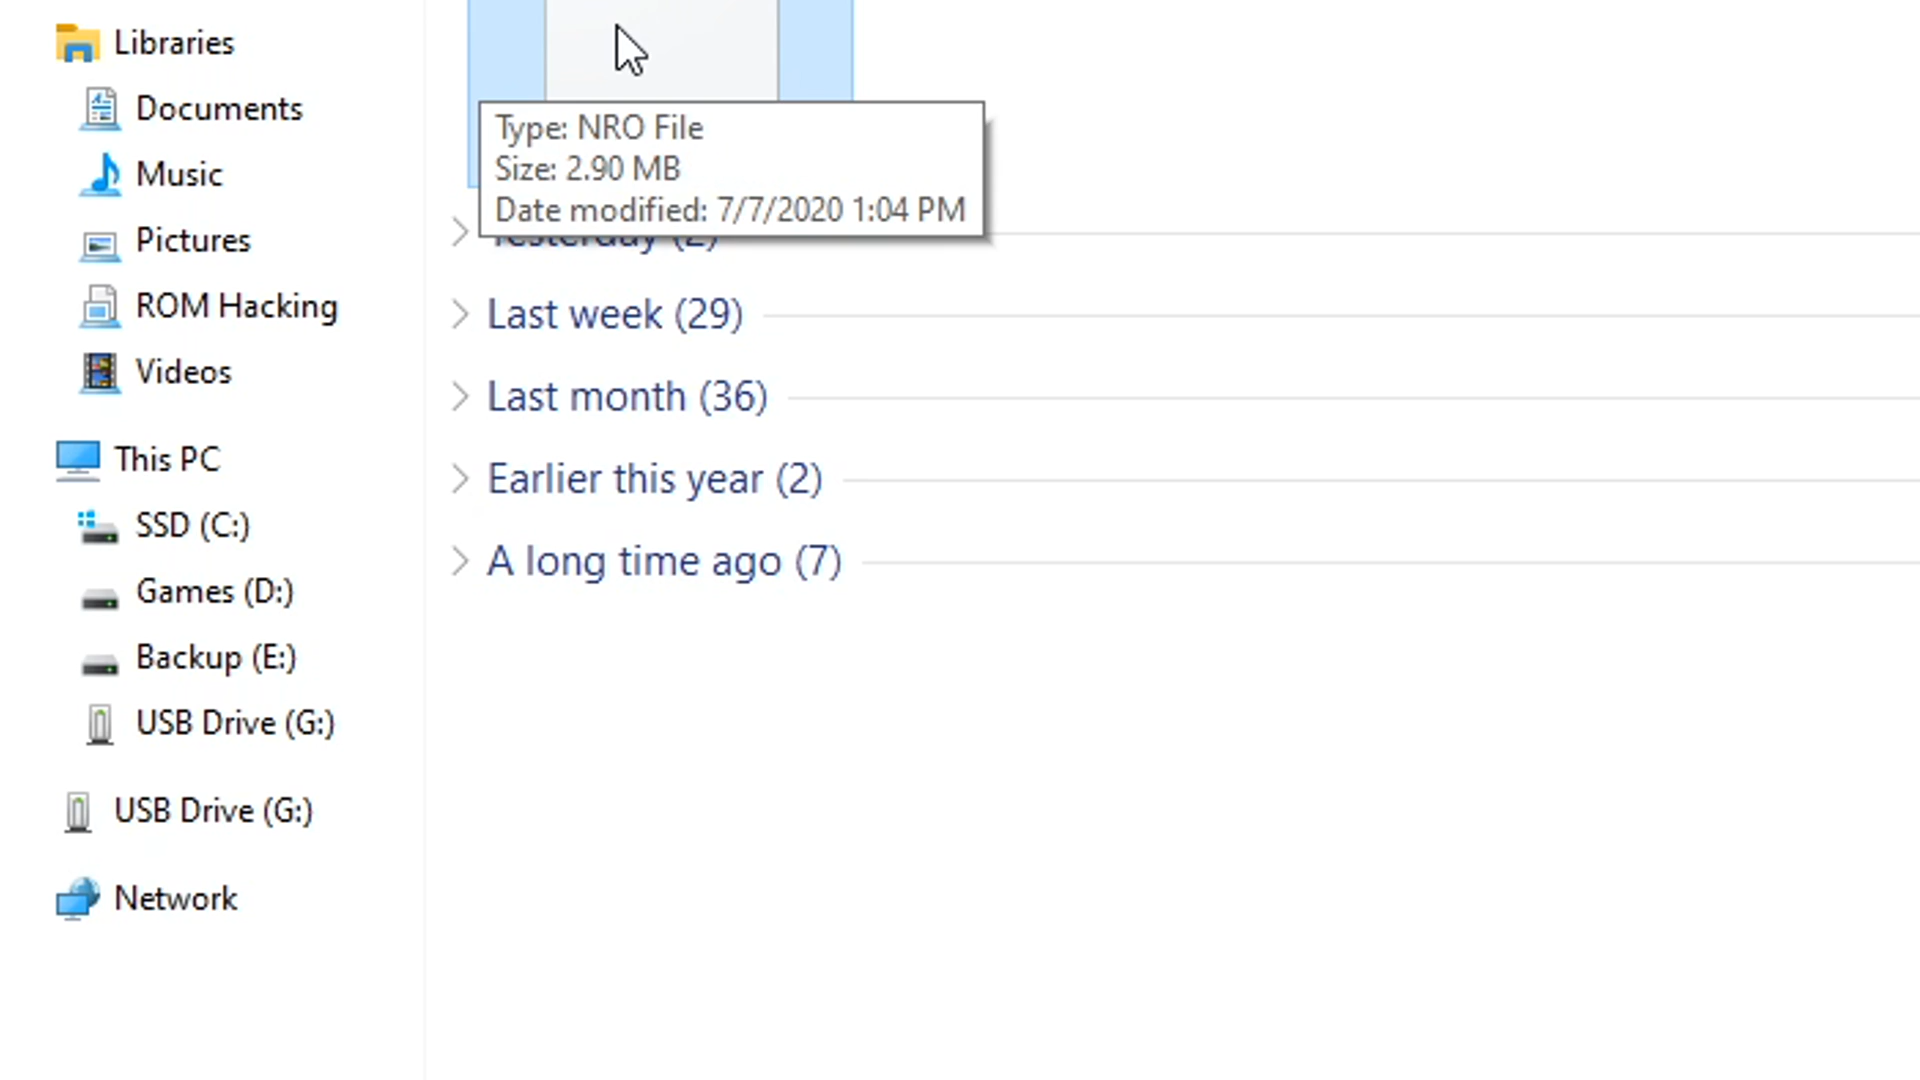 Libraries
Documents
Music
Pictures
ROM Hacking
Videos
This PC
SSD (C:)
Games (D:)
Backup (E:)
USB Drive (G:)
USB Drive (G:)
Network
Type: NRO File
Size: 2.90 MB
Date modified: 7/7/2020 1:04 PM
Yesterday (2)
Last week (29)
Last month (36)
Earlier this year (2)
A long time ago (7)